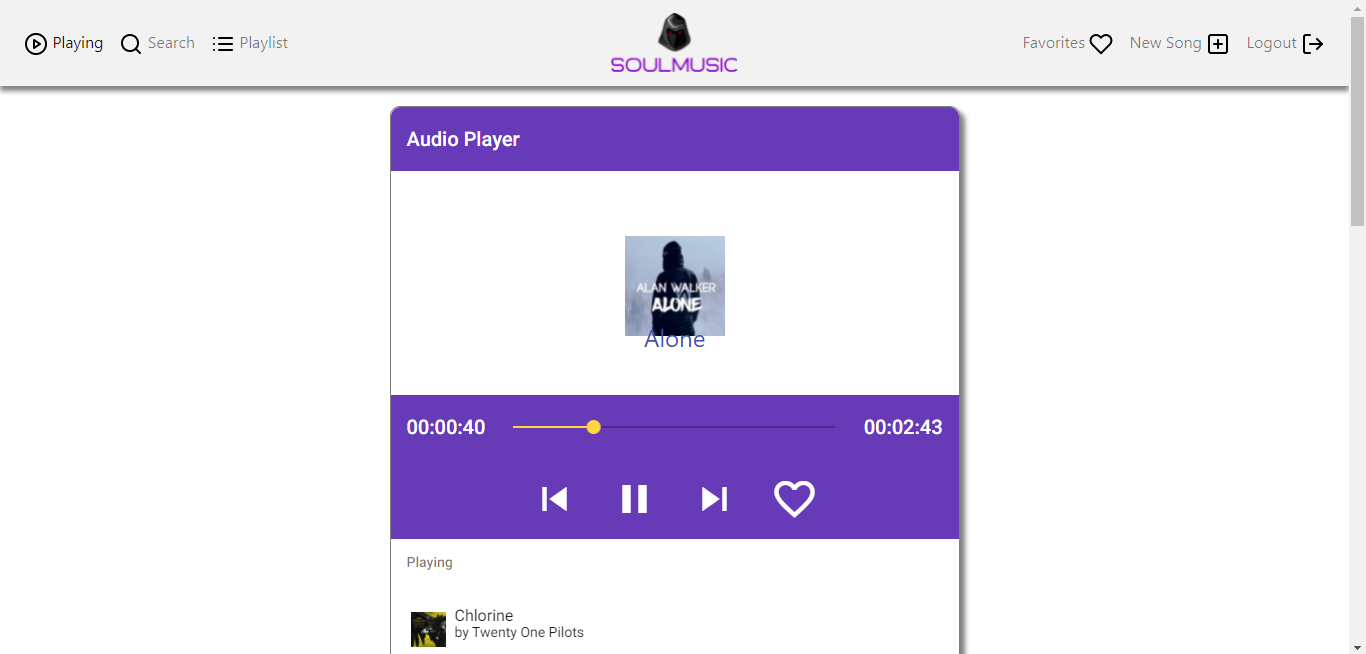 Playing Search Playlist
SOULMUSIC
Favorites New Song Logout
Audio Player
ALAN WALKER
ALONE
Alone
00:00:40 00:02:43
Playing
Chlorine
by Twenty One Pilots